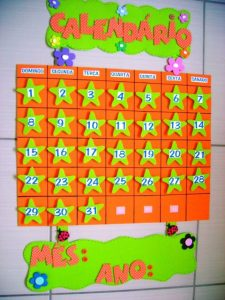 CALENDÁRIO
DOMINGO SEGUNDA TERÇA QUARTA QUINTA SEXTA SÁBADO
1 2 3 4 5 6 7
8 9 10 11 12 13 14
15 16 17 18 19 20 21
22 23 24 25 26 27 28
29 30 31
MÊS:
ANO: